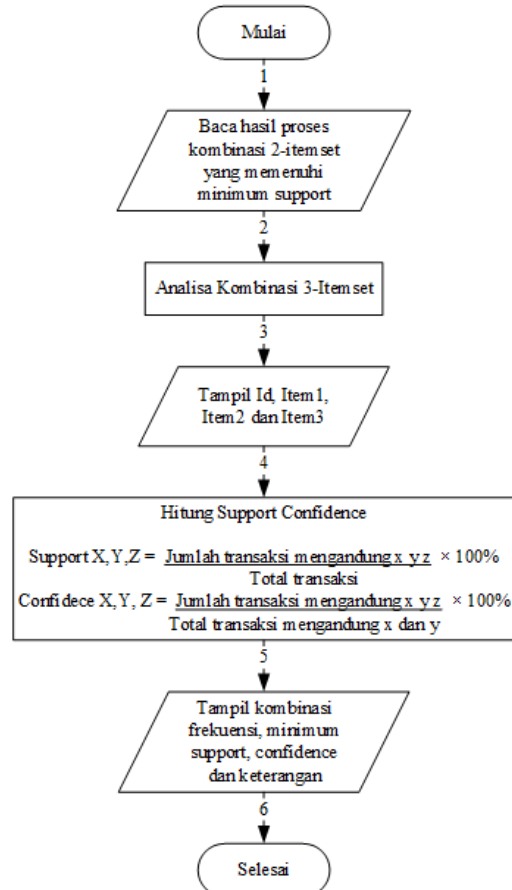 Mulai
1
Baca hasil proses
kombinasi 2-itemset
yang memenuhi
minimum support
2
Analisa Kombinasi 3-Itemset
3
Tampil Id, Item1,
Item2 dan Item3
4
Hitung Support Confidence
Support X,Y,Z = Jumlah transaksi mengandung x y z × 100%
Total transaksi
Confidece X,Y, Z = Jumlah transaksi mengandung x y z × 100%
Total transaksi mengandung x dan y
5
Tampil kombinasi
frekuensi, minimum
support, confidence
dan keterangan
6
Selesai